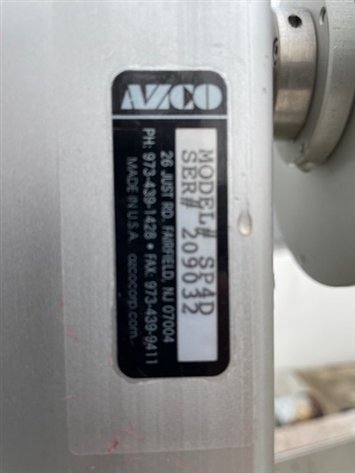 AZCO
MODEL# SP4D
SER# 209032
26 JUST RD. FAIRFIELD, NJ 07004
PH: 973-439-1428 • FAX 973-439-9411
MADE IN U.S.A. azcocorp.com